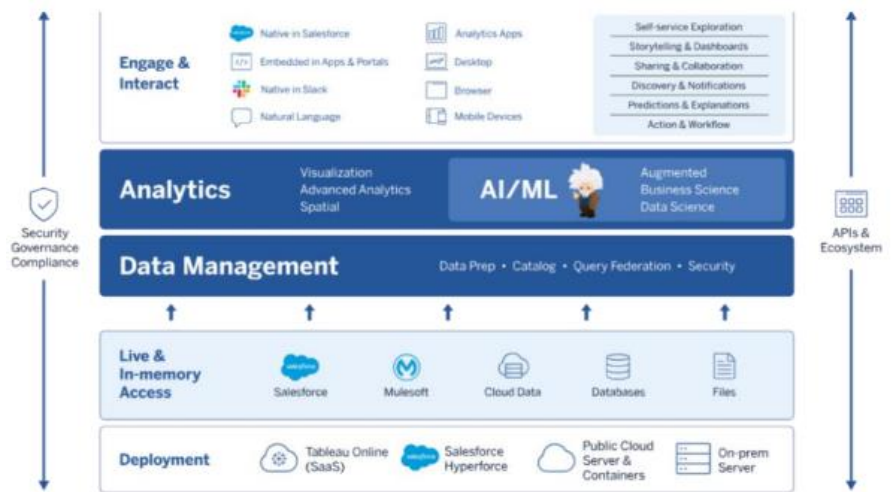 Engage &
Interact
Native in Salesforce
Embedded in Apps & Portals
Native in Slack
Natural Language
Analytics Apps
Desktop
Browser
Mobile Devices
Self-service Exploration
Storytelling & Dashboards
Sharing & Collaboration
Discovery & Notifications
Predictions & Explanations
Action & Workflow
Security
Governance
Compliance
Analytics
Visualization
Advanced Analytics
Spatial
AI/ML
Augmented
Business Science
Data Science
APIs &
Ecosystem
Data Management
Data Prep • Catalog • Query Federation • Security
Live &
In-memory
Access
salesforce
Salesforce
Mulesoft
Cloud Data
Databases
Files
Deployment
Tableau Online
(SaaS)
salesforce
Salesforce
Hyperforce
Public Cloud
Server &
Containers
On-prem
Server